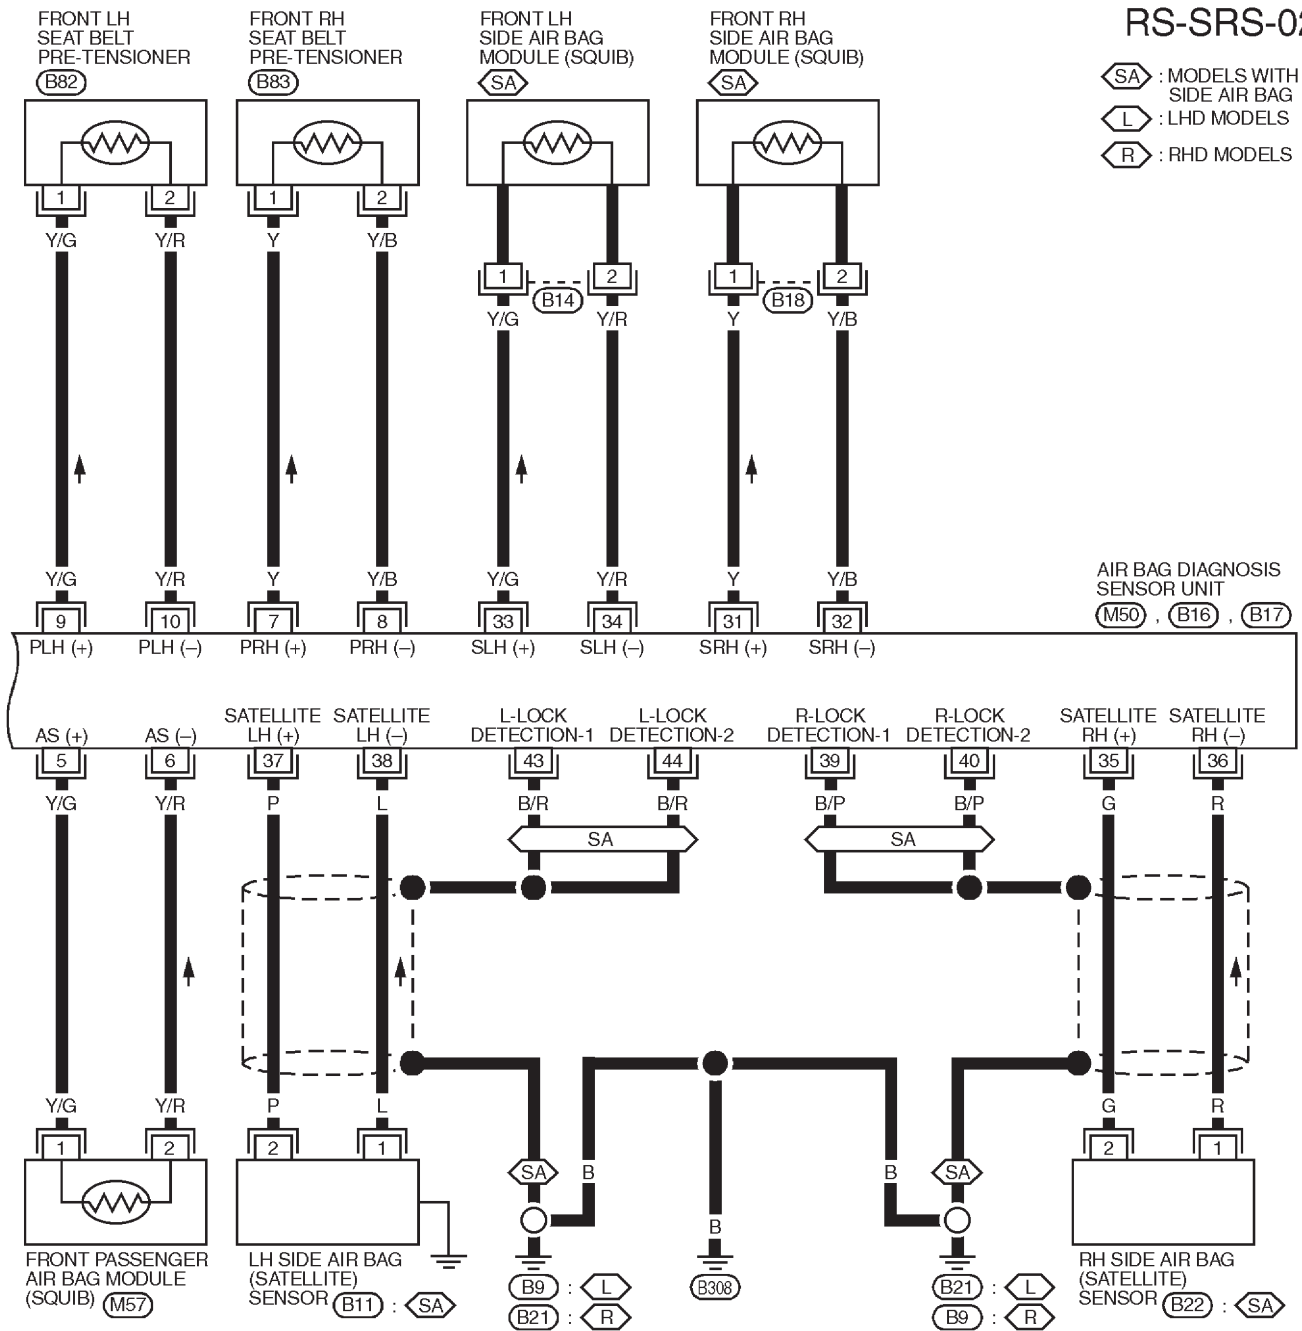 RS-SRS-02
FRONT LH
SEAT BELT
PRE-TENSIONER
B82
FRONT RH
SEAT BELT
PRE-TENSIONER
B83
FRONT LH
SIDE AIR BAG
MODULE (SQUIB)
SA
FRONT RH
SIDE AIR BAG
MODULE (SQUIB)
SA
SA : MODELS WITH
SIDE AIR BAG
L : LHD MODELS
R : RHD MODELS
1 2 1 2
Y/G Y/R Y Y/B
1 2 1 2
B14 B18
Y/G Y/R Y Y/B
Y/G Y/R Y Y/B Y/G Y/R Y Y/B
9 10 7 8 33 34 31 32
PLH (+) PLH (–) PRH (+) PRH (–) SLH (+) SLH (–) SRH (+) SRH (–)
AIR BAG DIAGNOSIS
SENSOR UNIT
M50 , B16 , B17
AS (+)
AS (–)
SATELLITE
LH (+)
SATELLITE
LH (–)
L-LOCK
DETECTION-1
L-LOCK
DETECTION-2
R-LOCK
DETECTION-1
R-LOCK
DETECTION-2
SATELLITE
RH (+)
SATELLITE
RH (–)
5 6 37 38 43 44 39 40 35 36
Y/G Y/R P L B/R B/R B/P B/P G R
SA SA
Y/G Y/R P L G R
1 2 2 1 2 1
SA B B B SA
FRONT PASSENGER
AIR BAG MODULE
(SQUIB) M57
LH SIDE AIR BAG
(SATELLITE)
SENSOR B11 : SA
B9 : L
B21 : R
B308
B21 : L
B9 : R
RH SIDE AIR BAG
(SATELLITE)
SENSOR B22 : SA